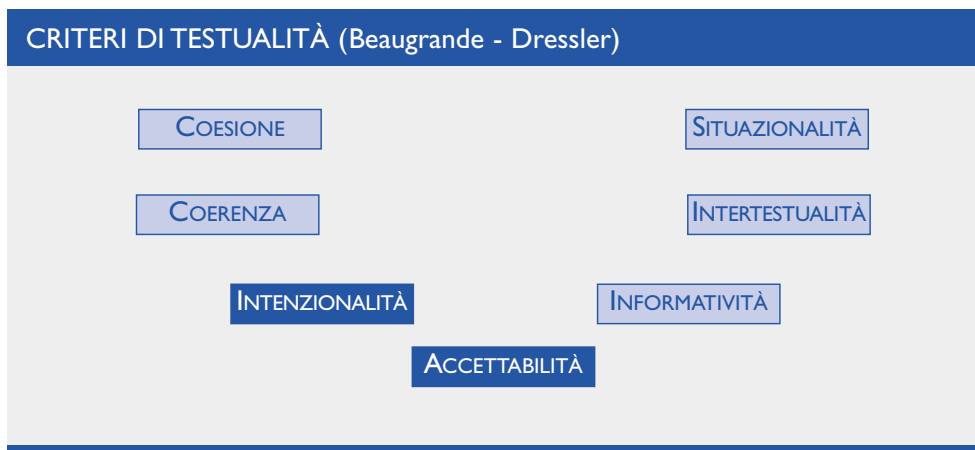 CRITERI DI TESTUALITÀ (Beaugrande - Dressler)
COESIONE
SITUAZIONALITÀ
COERENZA
INTERTESTUALITÀ
INTENZIONALITÀ
INFORMATIVITÀ
ACCETTABILITÀ